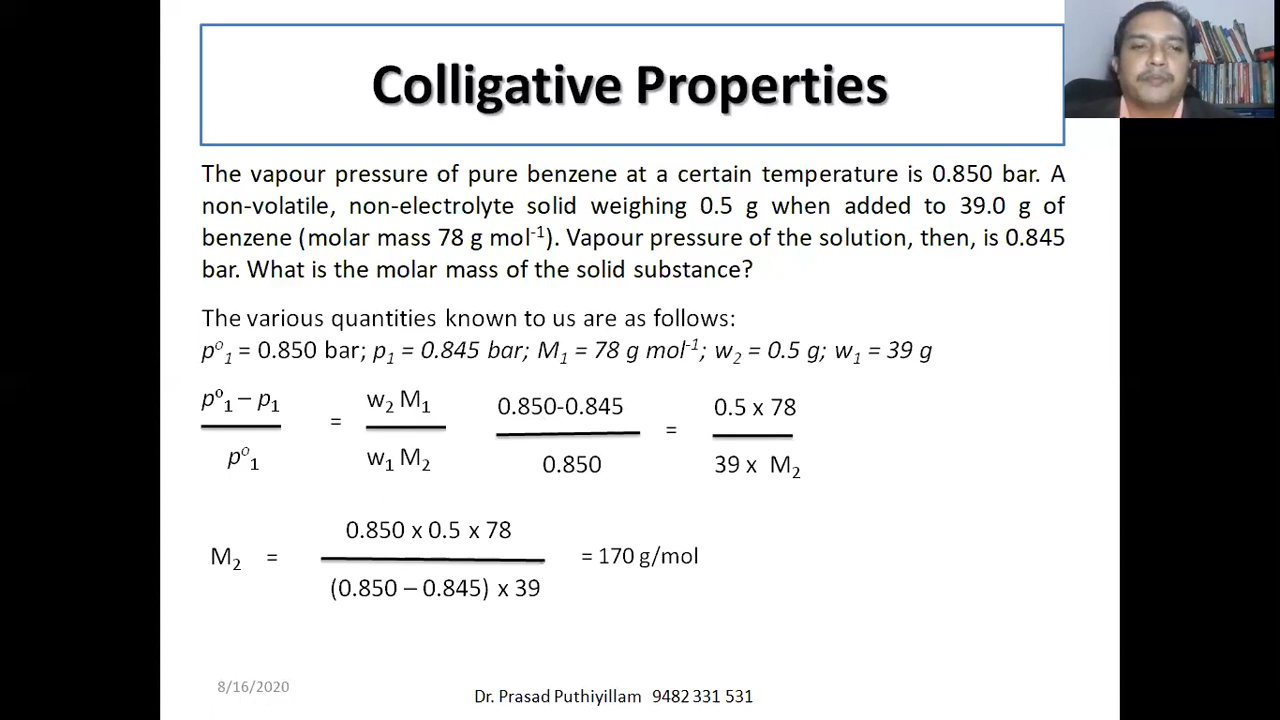 Colligative Properties
The vapour pressure of pure benzene at a certain temperature is 0.850 bar. A
non-volatile, non-electrolyte solid weighing 0.5 g when added to 39.0 g of
benzene (molar mass 78 g mol⁻¹). Vapour pressure of the solution, then, is 0.845
bar. What is the molar mass of the solid substance?
The various quantities known to us are as follows:
p⁰₁ = 0.850 bar; p₁ = 0.845 bar; M₁ = 78 g mol⁻¹; w₂ = 0.5 g; w₁ = 39 g
p⁰₁ – p₁ w₂ M₁ 0.850-0.845 0.5 x 78
= =
p⁰₁ w₁ M₂ 0.850 39 x M₂
0.850 x 0.5 x 78
M₂ = = 170 g/mol
(0.850 – 0.845) x 39
8/16/2020
Dr. Prasad Puthiyillam 9482 331 531